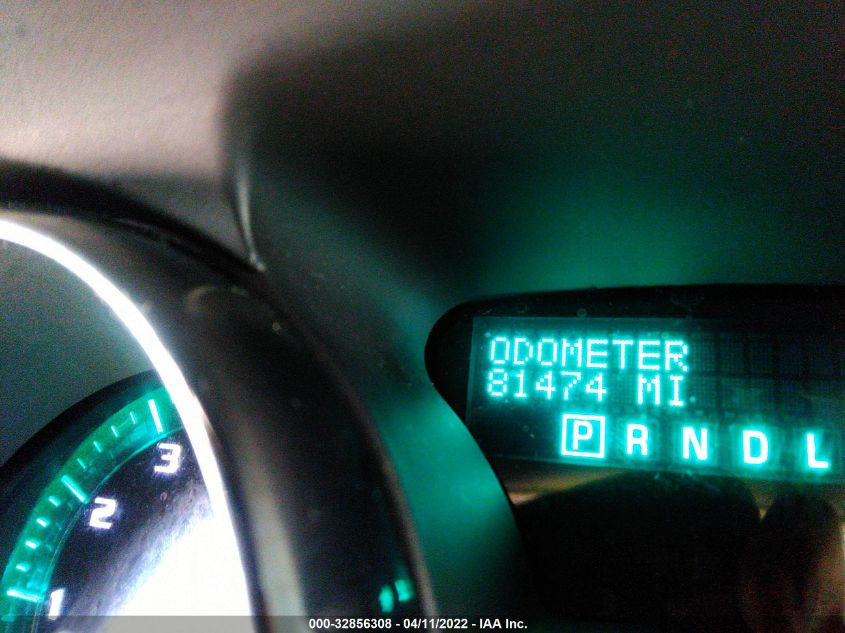 ODOMETER
81474 MI
P R N D L
3
2
1
000-32856308 - 04/11/2022 - IAA Inc.